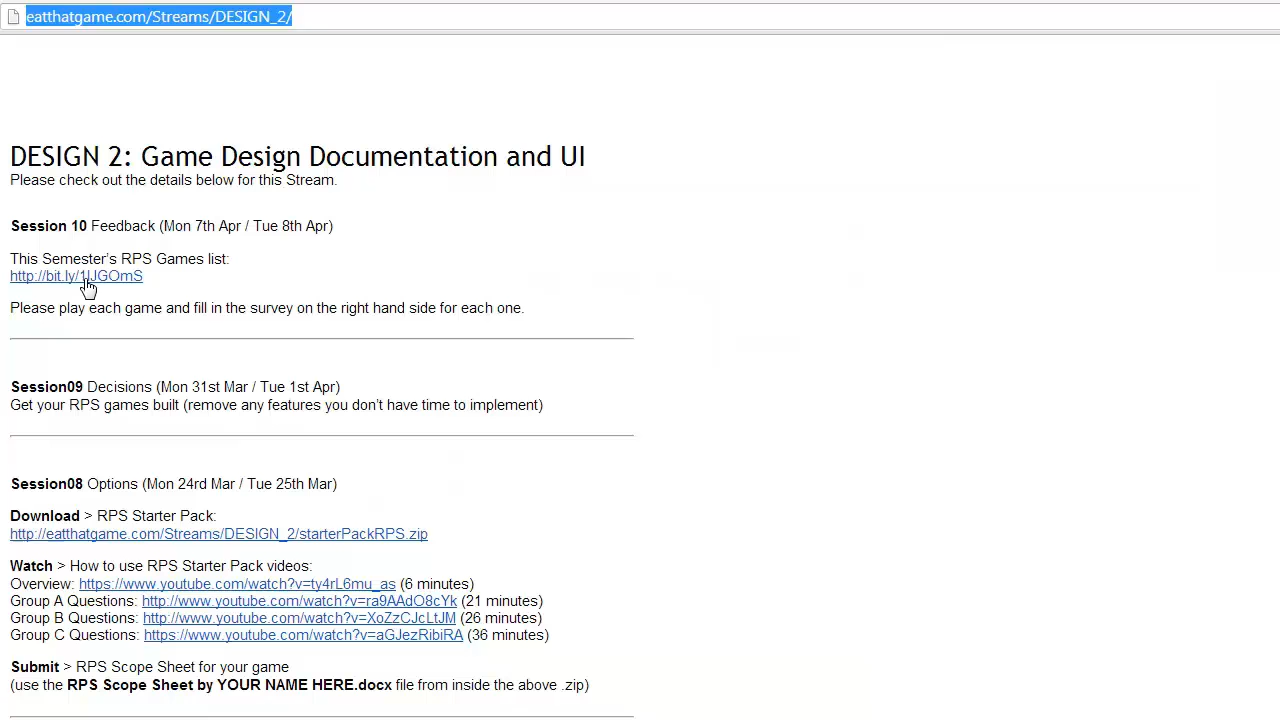 eatthatgame.com/Streams/DESIGN_2/
DESIGN 2: Game Design Documentation and UI
Please check out the details below for this Stream.
Session 10 Feedback (Mon 7th Apr / Tue 8th Apr)
This Semester's RPS Games list:
http://bit.ly/1lJGOmS
Please play each game and fill in the survey on the right hand side for each one.
Session09 Decisions (Mon 31st Mar / Tue 1st Apr)
Get your RPS games built (remove any features you don't have time to implement)
Session08 Options (Mon 24rd Mar / Tue 25th Mar)
Download > RPS Starter Pack:
http://eatthatgame.com/Streams/DESIGN_2/starterPackRPS.zip
Watch > How to use RPS Starter Pack videos:
Overview: https://www.youtube.com/watch?v=ty4rL6mu_as (6 minutes)
Group A Questions: http://www.youtube.com/watch?v=ra9AAdO8cYk (21 minutes)
Group B Questions: http://www.youtube.com/watch?v=XoZzCJcLtJM (26 minutes)
Group C Questions: https://www.youtube.com/watch?v=aGJezRibiRA (36 minutes)
Submit > RPS Scope Sheet for your game
(use the RPS Scope Sheet by YOUR NAME HERE.docx file from inside the above .zip)